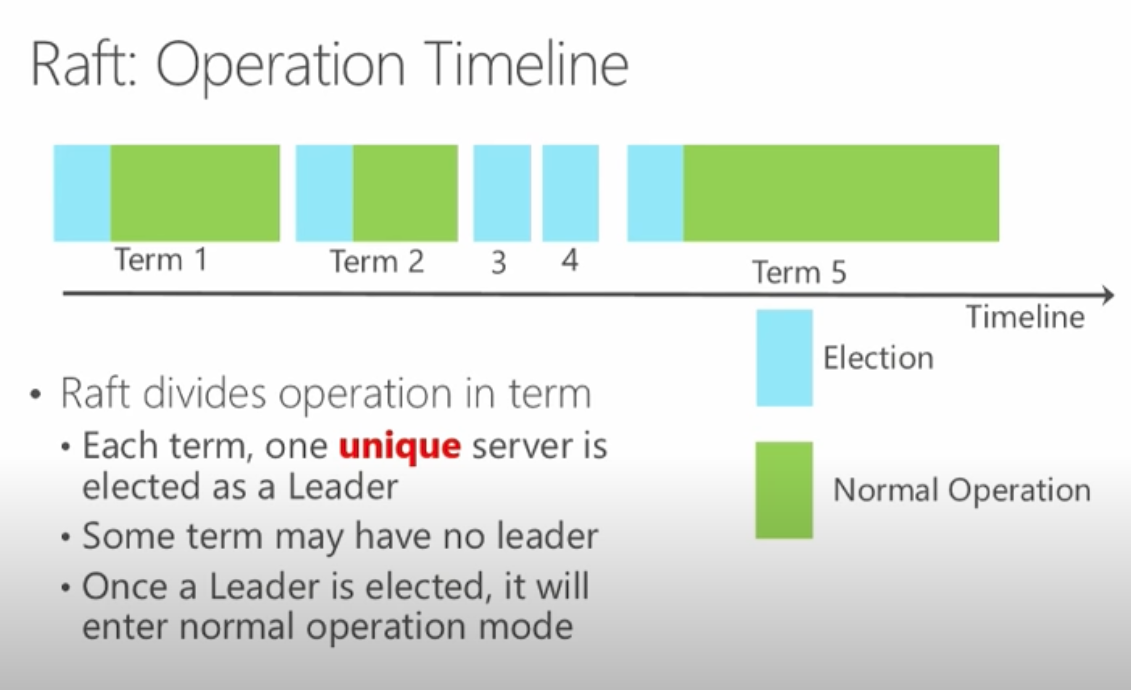 Raft: Operation Timeline
Term 1
Term 2
3
4
Term 5
Timeline
Election
Normal Operation
• Raft divides operation in term
• Each term, one unique server is
elected as a Leader
• Some term may have no leader
• Once a Leader is elected, it will
enter normal operation mode